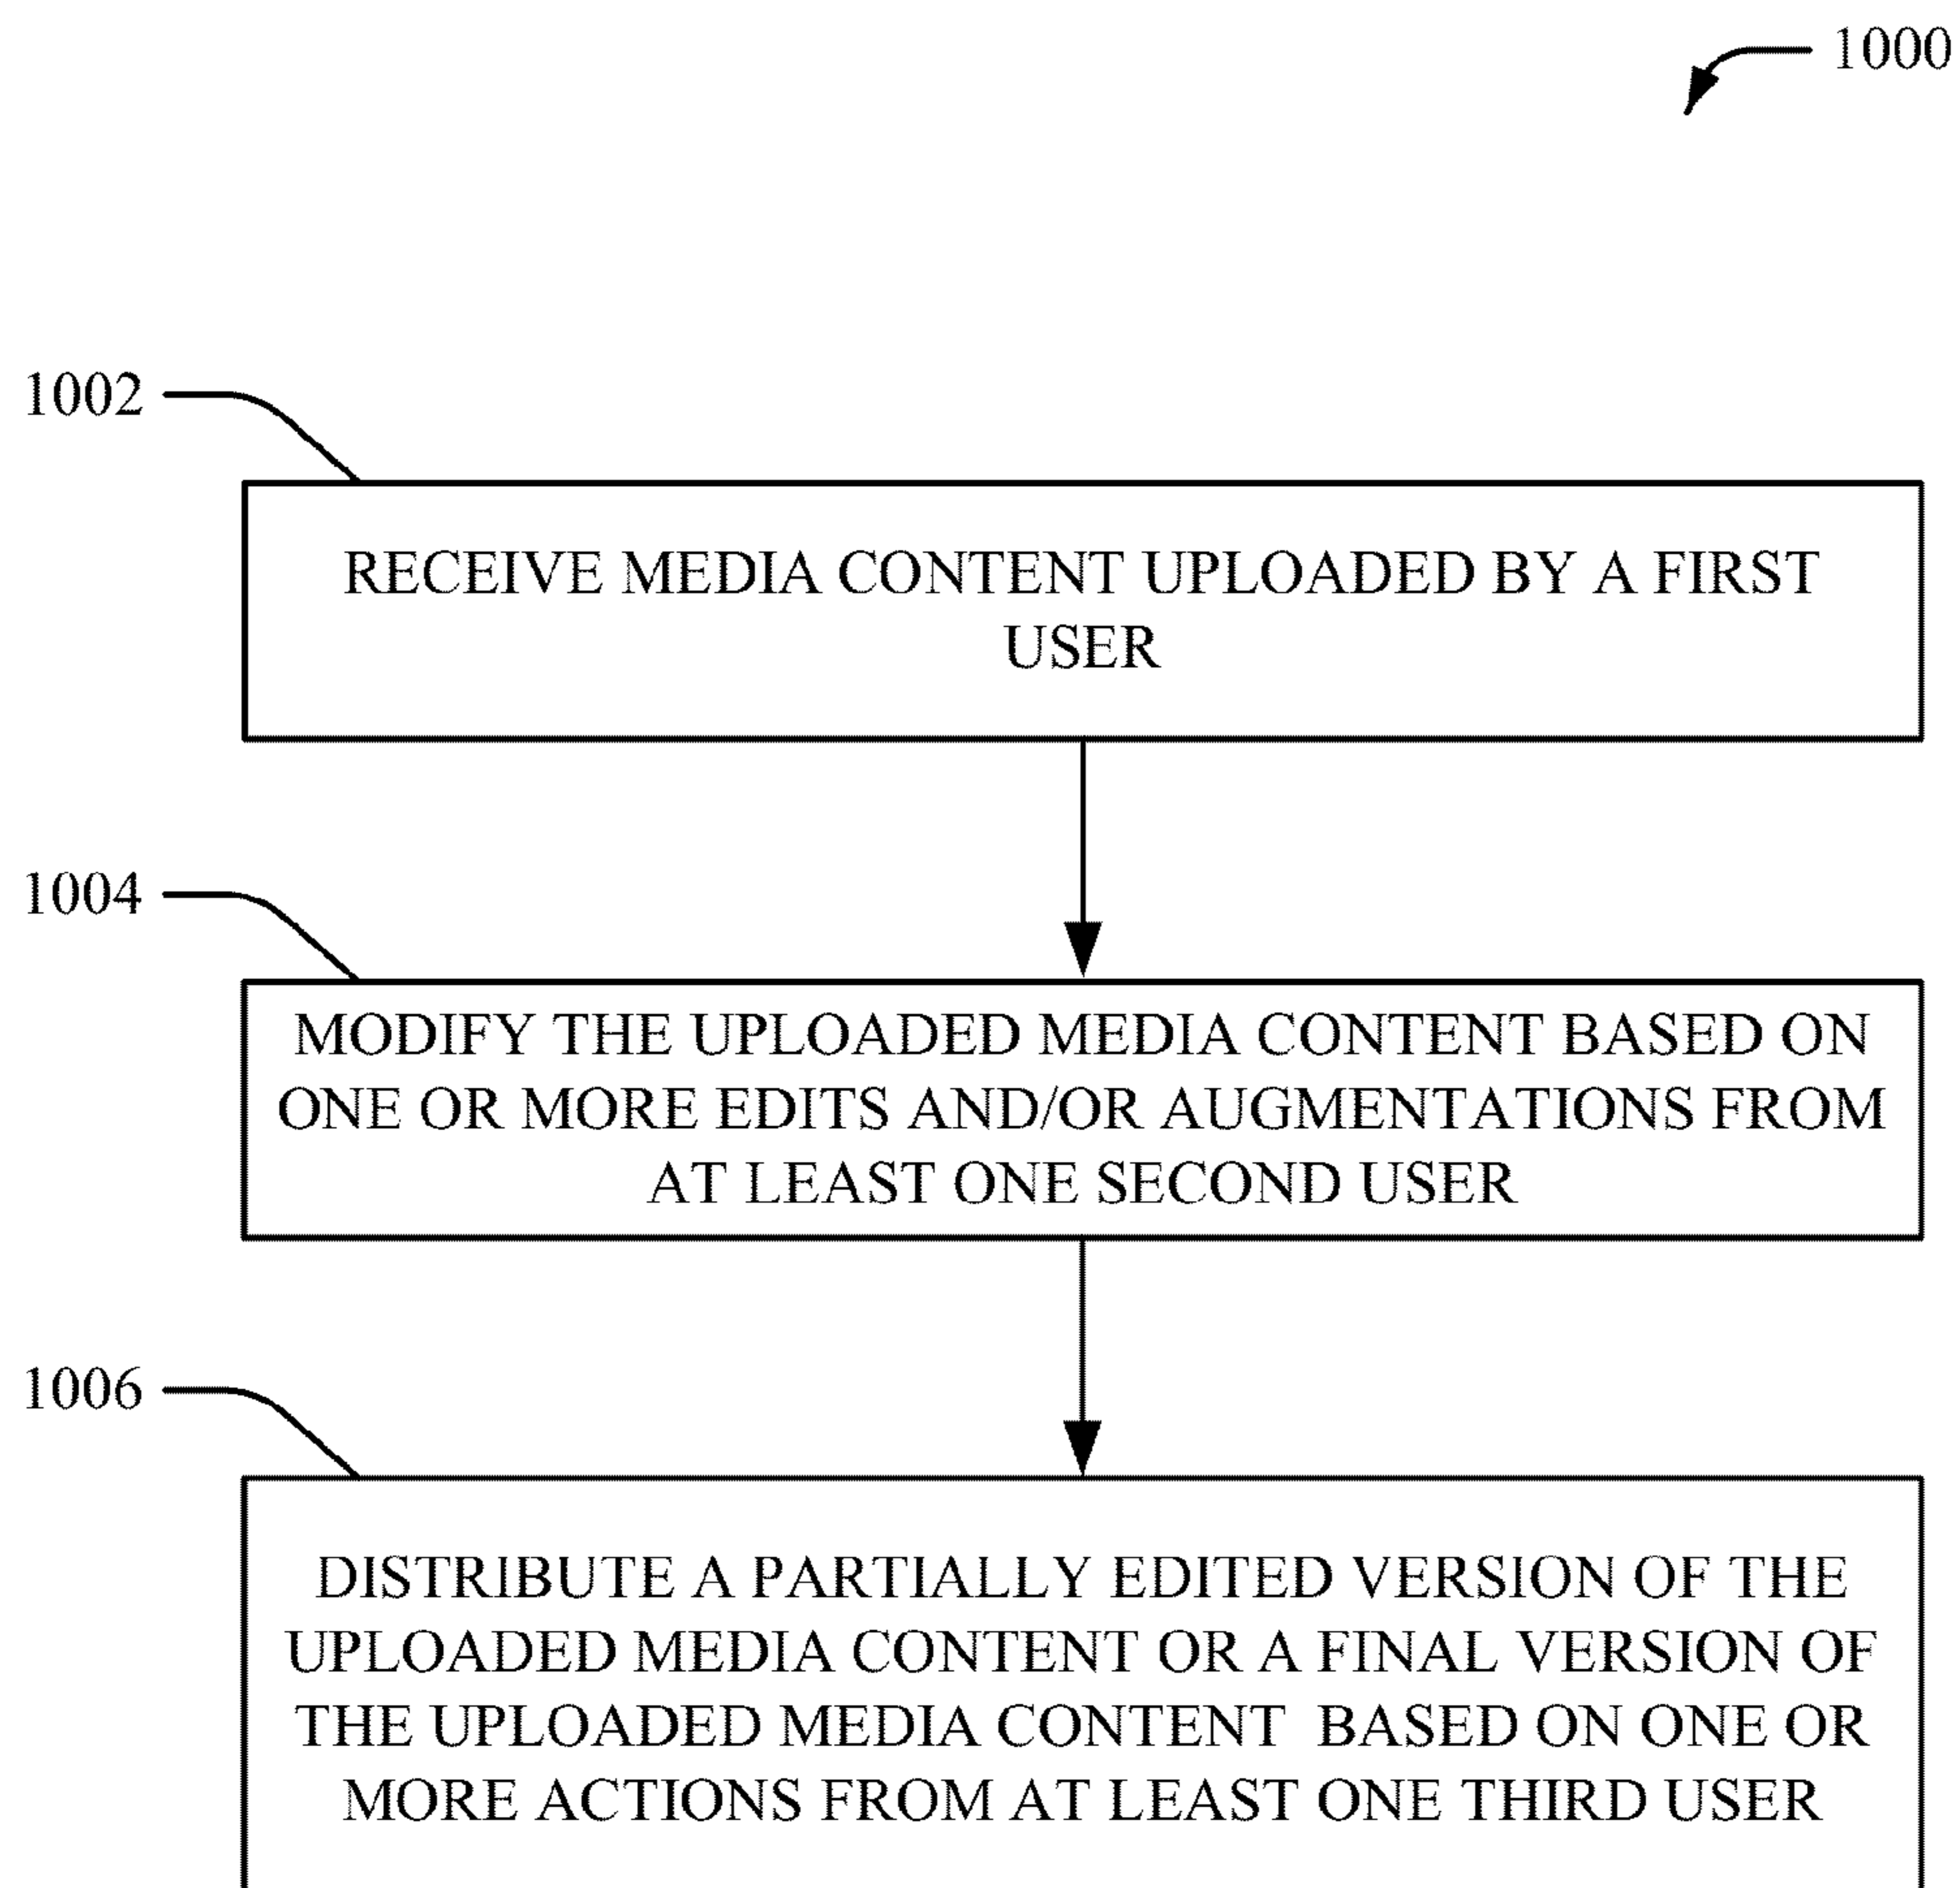 1000
1002
RECEIVE MEDIA CONTENT UPLOADED BY A FIRST
USER
1004
MODIFY THE UPLOADED MEDIA CONTENT BASED ON
ONE OR MORE EDITS AND/OR AUGMENTATIONS FROM
AT LEAST ONE SECOND USER
1006
DISTRIBUTE A PARTIALLY EDITED VERSION OF THE
UPLOADED MEDIA CONTENT OR A FINAL VERSION OF
THE UPLOADED MEDIA CONTENT BASED ON ONE OR
MORE ACTIONS FROM AT LEAST ONE THIRD USER